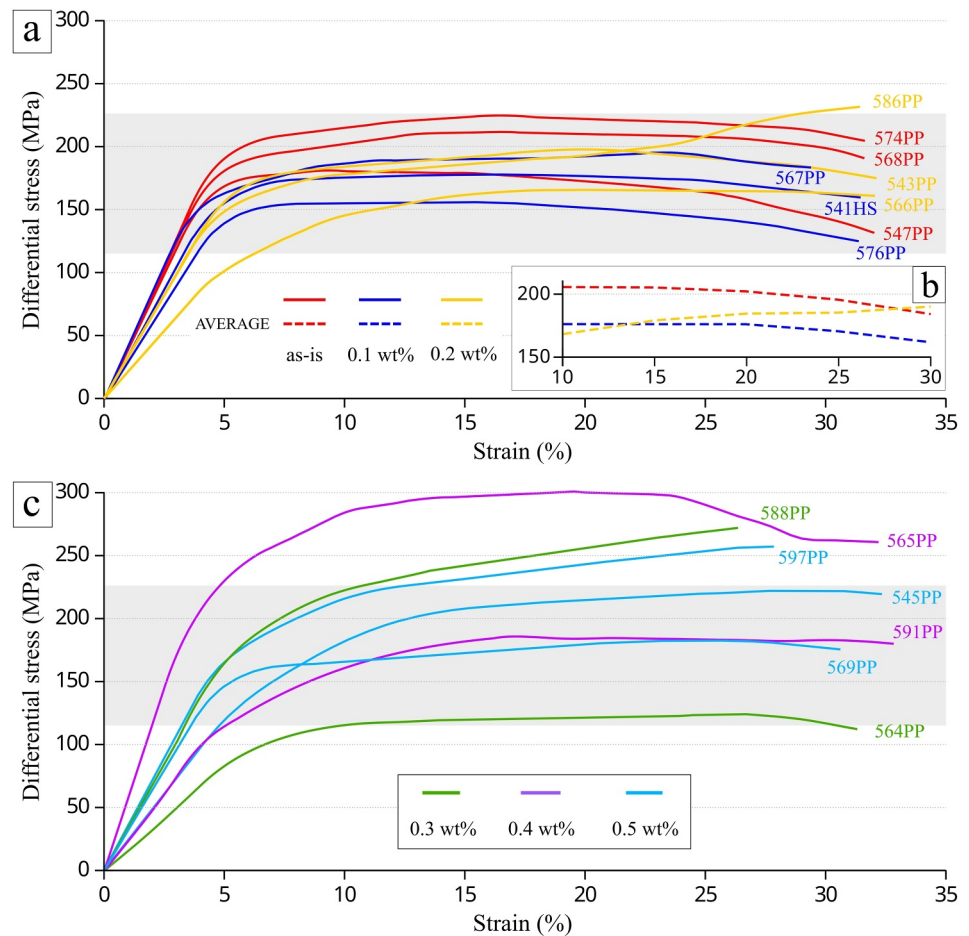 a
300
250
200
150
100
50
0
Differential stress (MPa)
586PP
574PP
568PP
567PP
543PP
541HS
566PP
547PP
576PP
AVERAGE
as-is 0.1 wt% 0.2 wt%
b
200
150
10 15 20 25 30
0 5 10 15 20 25 30 35
Strain (%)
c
300
250
200
150
100
50
0
Differential stress (MPa)
588PP
565PP
597PP
545PP
591PP
569PP
564PP
0.3 wt% 0.4 wt% 0.5 wt%
0 5 10 15 20 25 30 35
Strain (%)